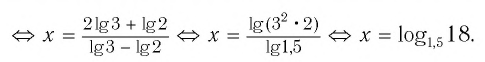 ⇔ x = (2lg3 + lg2)/(lg3 − lg2) ⇔ x = lg(3² · 2)/lg1,5 ⇔ x = log₁,₅ 18.